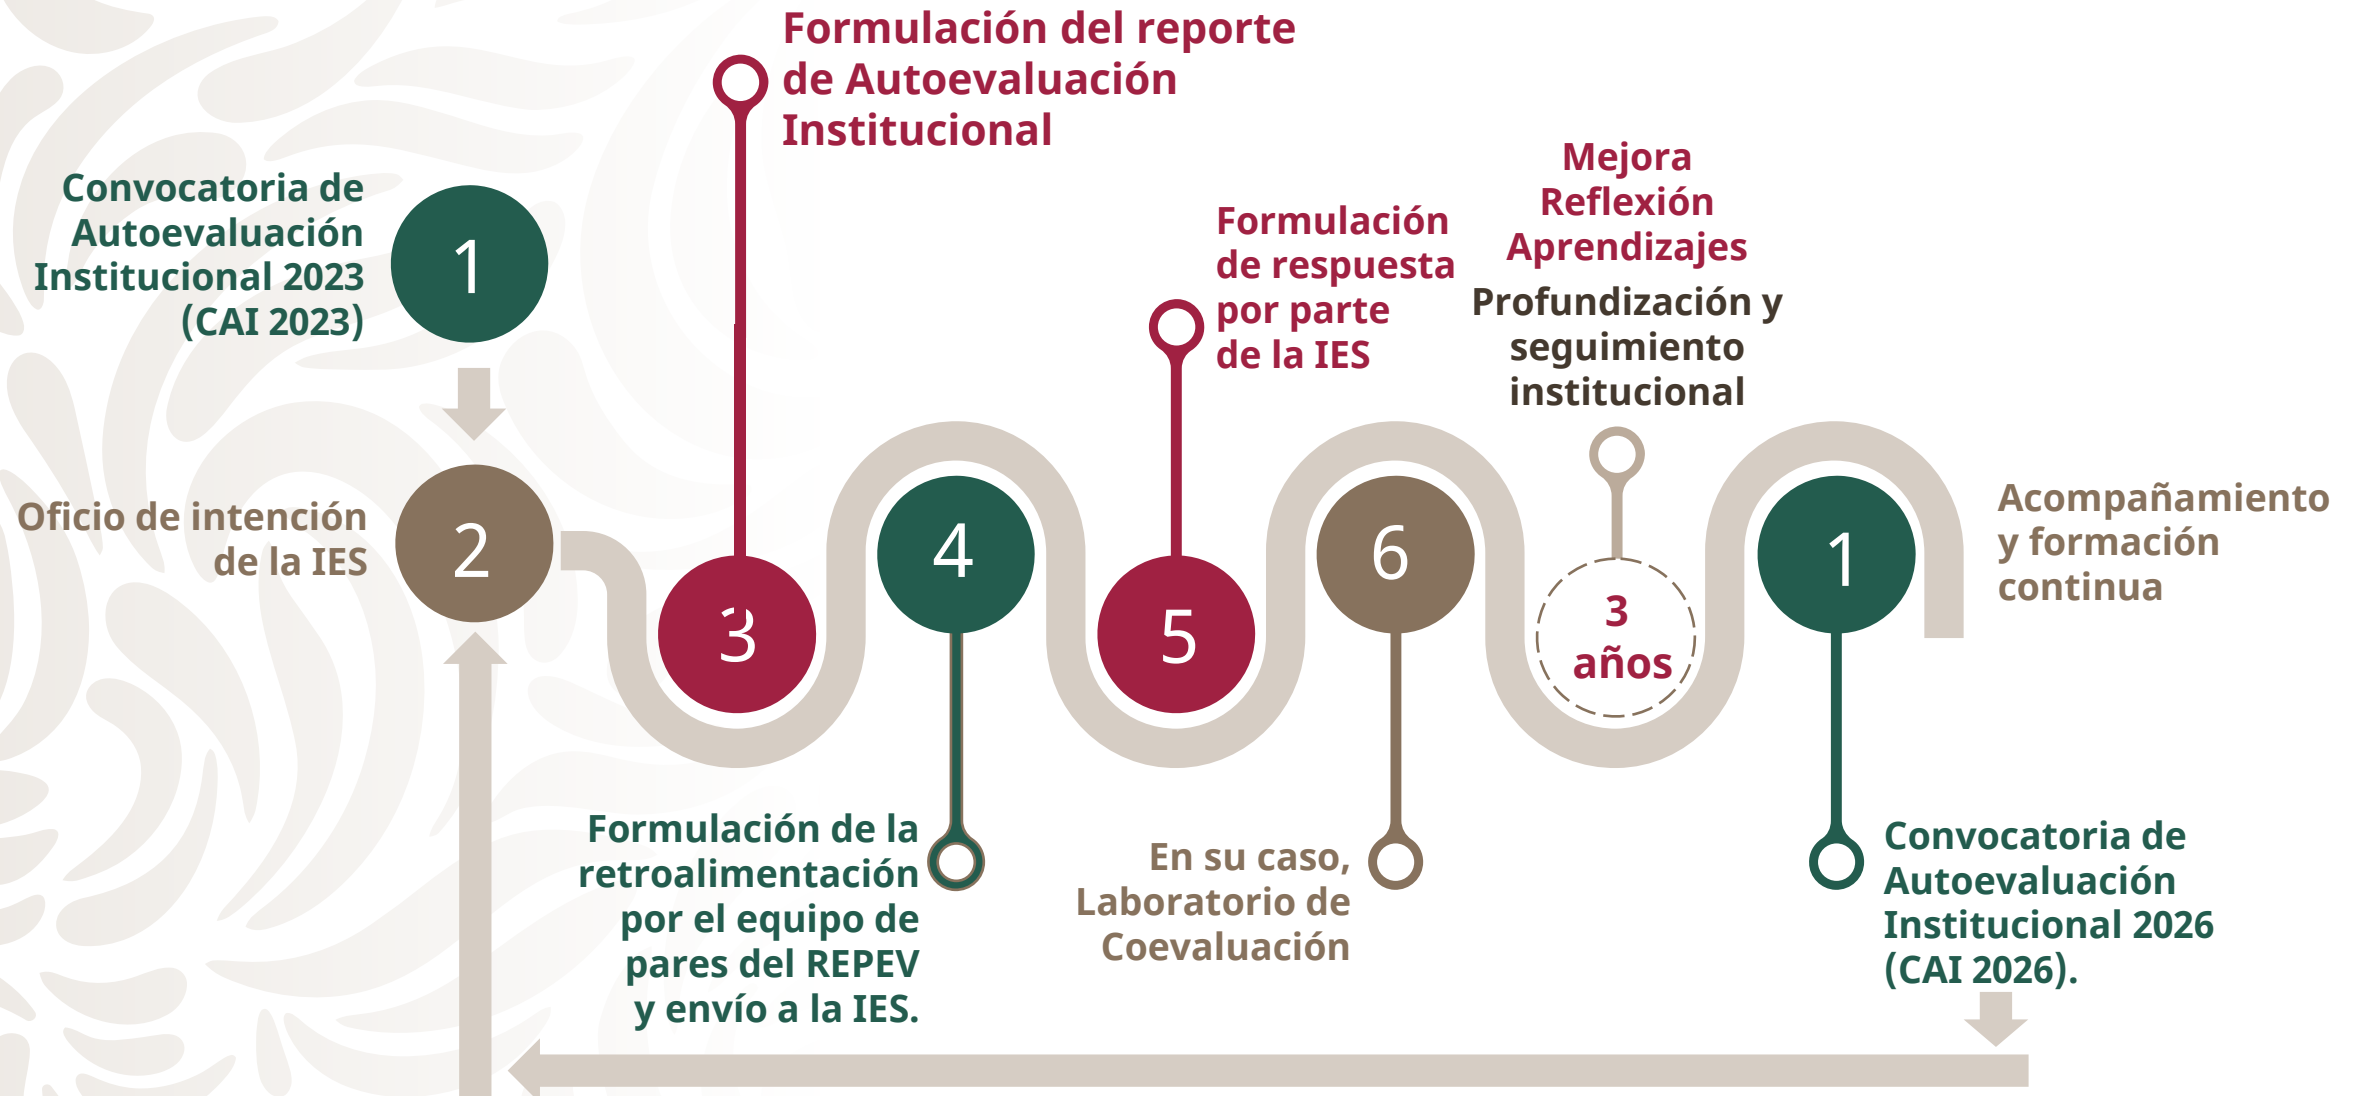 Convocatoria de
Autoevaluación
Institucional 2023
(CAI 2023)
1
Oficio de intención
de la IES
2
Formulación del reporte
de Autoevaluación
Institucional
3
4
Formulación de la
retroalimentación
por el equipo de
pares del REPEV
y envío a la IES.
Formulación
de respuesta
por parte
de la IES
5
6
En su caso,
Laboratorio de
Coevaluación
Mejora
Reflexión
Aprendizajes
Profundización y
seguimiento
institucional
3
años
1
Convocatoria de
Autoevaluación
Institucional 2026
(CAI 2026).
Acompañamiento
y formación
continua